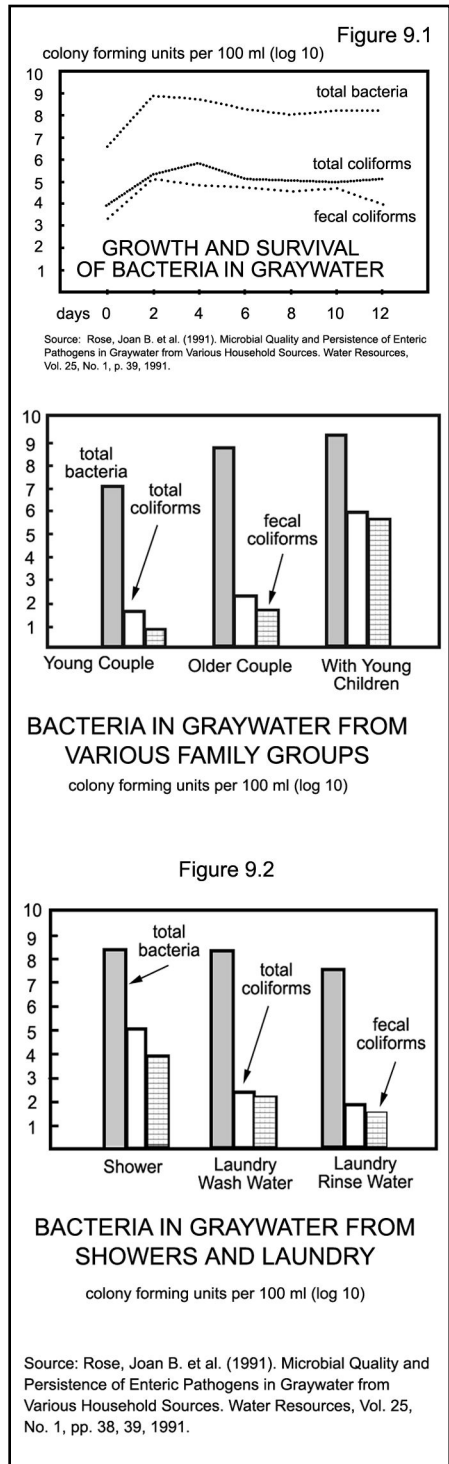 Figure 9.1
colony forming units per 100 ml (log 10)
10
9
8
7
6
5
4
3
2
1
total bacteria
total coliforms
fecal coliforms
GROWTH AND SURVIVAL
OF BACTERIA IN GRAYWATER
days 0 2 4 6 8 10 12
Source: Rose, Joan B. et al. (1991). Microbial Quality and Persistence of Enteric
Pathogens in Graywater from Various Household Sources. Water Resources,
Vol. 25, No. 1, p. 39, 1991.
10
9
8
7
6
5
4
3
2
1
total
bacteria
total
coliforms
fecal
coliforms
Young Couple
Older Couple
With Young
Children
BACTERIA IN GRAYWATER FROM
VARIOUS FAMILY GROUPS
colony forming units per 100 ml (log 10)
Figure 9.2
10
9
8
7
6
5
4
3
2
1
total
bacteria
total
coliforms
fecal
coliforms
Shower
Laundry
Wash Water
Laundry
Rinse Water
BACTERIA IN GRAYWATER FROM
SHOWERS AND LAUNDRY
colony forming units per 100 ml (log 10)
Source: Rose, Joan B. et al. (1991). Microbial Quality and
Persistence of Enteric Pathogens in Graywater from
Various Household Sources. Water Resources, Vol. 25,
No. 1, pp. 38, 39, 1991.